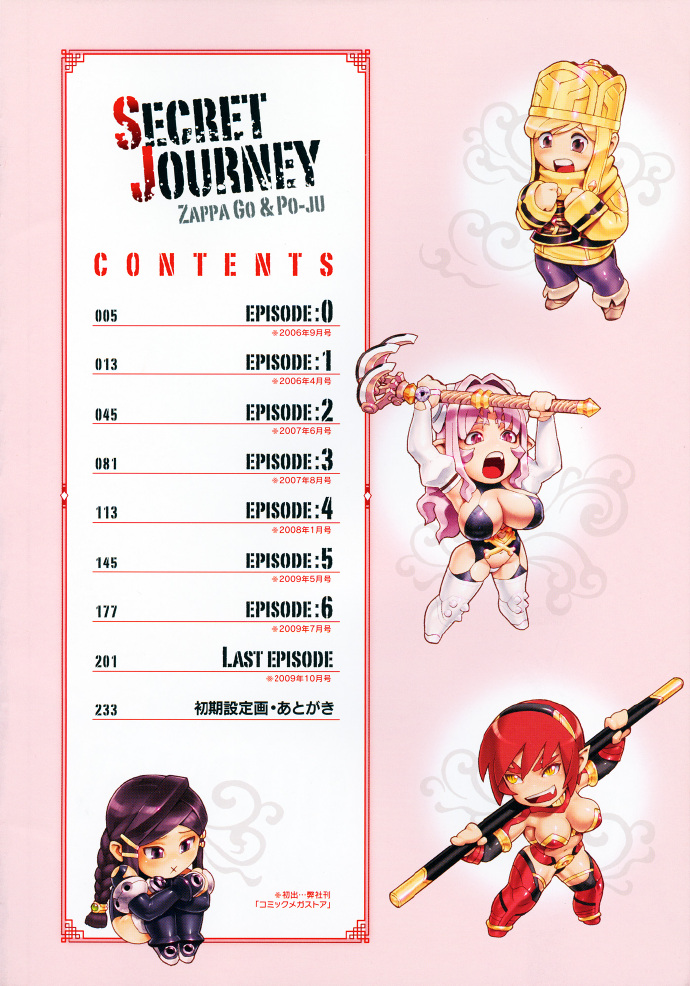 SECRET
JOURNEY
ZAPPA GO & PO-JU
CONTENTS
005 EPISODE:0
※2006年9月号
013 EPISODE:1
※2006年4月号
045 EPISODE:2
※2007年6月号
081 EPISODE:3
※2007年8月号
113 EPISODE:4
※2008年1月号
145 EPISODE:5
※2009年5月号
177 EPISODE:6
※2009年7月号
201 LAST EPISODE
※2009年10月号
233 初期設定画・あとがき
※初出…弊社刊
「コミックメガストア」